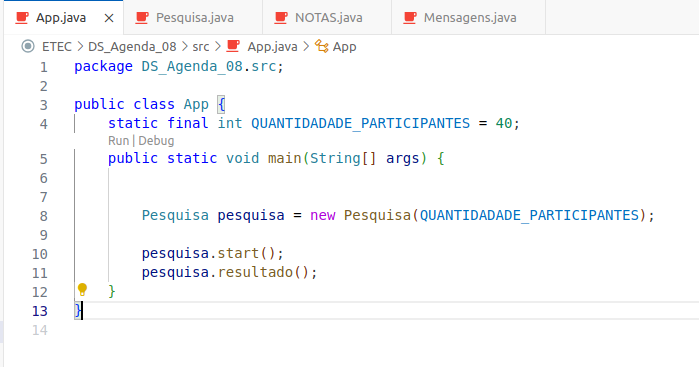 App.java
Pesquisa.java
NOTAS.java
Mensagens.java
ETEC > DS_Agenda_08 > src > App.java > App
1 package DS_Agenda_08.src;
2
3 public class App {
4 static final int QUANTIDADADE_PARTICIPANTES = 40;
Run | Debug
5 public static void main(String[] args) {
6
7
8 Pesquisa pesquisa = new Pesquisa(QUANTIDADADE_PARTICIPANTES);
9
10 pesquisa.start();
11 pesquisa.resultado();
12 }
13 }
14